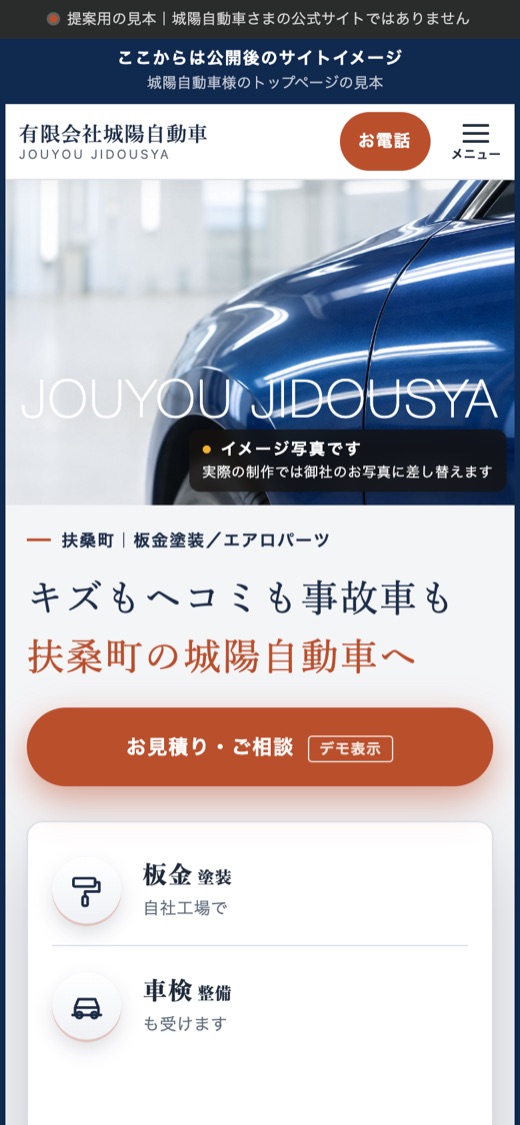 提案用の見本｜城陽自動車さまの公式サイトではありません
ここからは公開後のサイトイメージ
城陽自動車様のトップページの見本
有限会社城陽自動車
JOUYOU JIDOUSYA
お電話
メニュー
JOUYOU JIDOUSYA
イメージ写真です
実際の制作では御社のお写真に差し替えます
扶桑町｜板金塗装／エアロパーツ
キズもヘコミも事故車も
扶桑町の城陽自動車へ
お見積り・ご相談 デモ表示
板金 塗装
自社工場で
車検 整備
も受けます